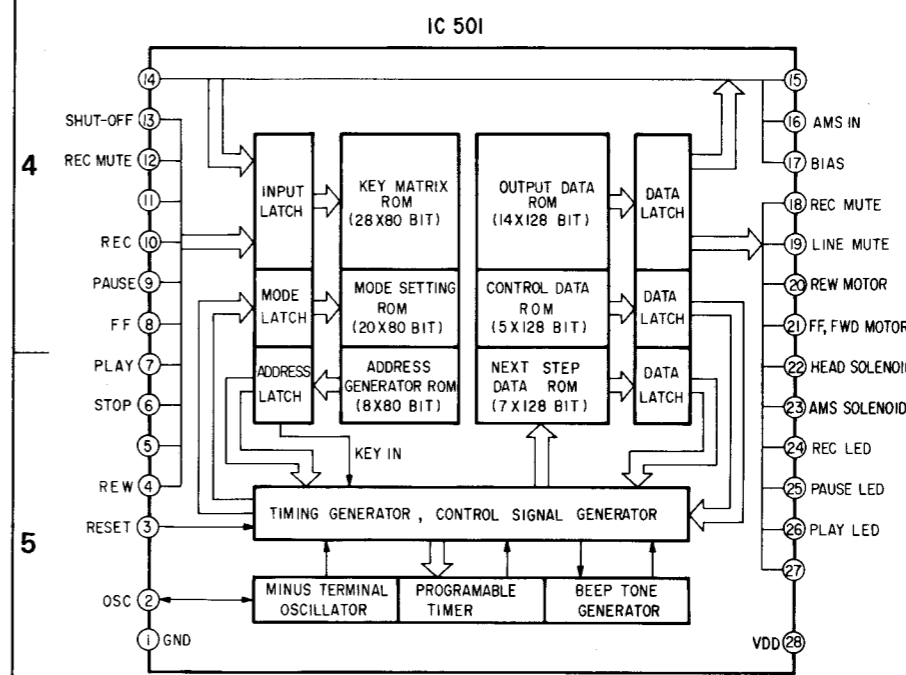 IC 501
4
5
14
SHUT-OFF 13
REC MUTE 12
11
REC 10
PAUSE 9
FF 8
PLAY 7
STOP 6
5
REW 4
RESET 3
OSC 2
1 GND
INPUT
LATCH
KEY MATRIX
ROM
(28X80 BIT)
MODE
LATCH
MODE SETTING
ROM
(20X80 BIT)
ADDRESS
LATCH
ADDRESS
GENERATOR ROM
(8X80 BIT)
OUTPUT DATA
ROM
(14X128 BIT)
DATA
LATCH
CONTROL DATA
ROM
(5X128 BIT)
DATA
LATCH
NEXT STEP
DATA ROM
(7X128 BIT)
DATA
LATCH
KEY IN
TIMING GENERATOR , CONTROL SIGNAL GENERATOR
MINUS TERMINAL
OSCILLATOR
PROGRAMABLE
TIMER
BEEP TONE
GENERATOR
15
16 AMS IN
17 BIAS
18 REC MUTE
19 LINE MUTE
20 REW MOTOR
21 FF, FWD MOTOR
22 HEAD SOLENOID
23 AMS SOLENOID
24 REC LED
25 PAUSE LED
26 PLAY LED
27
VDD 28